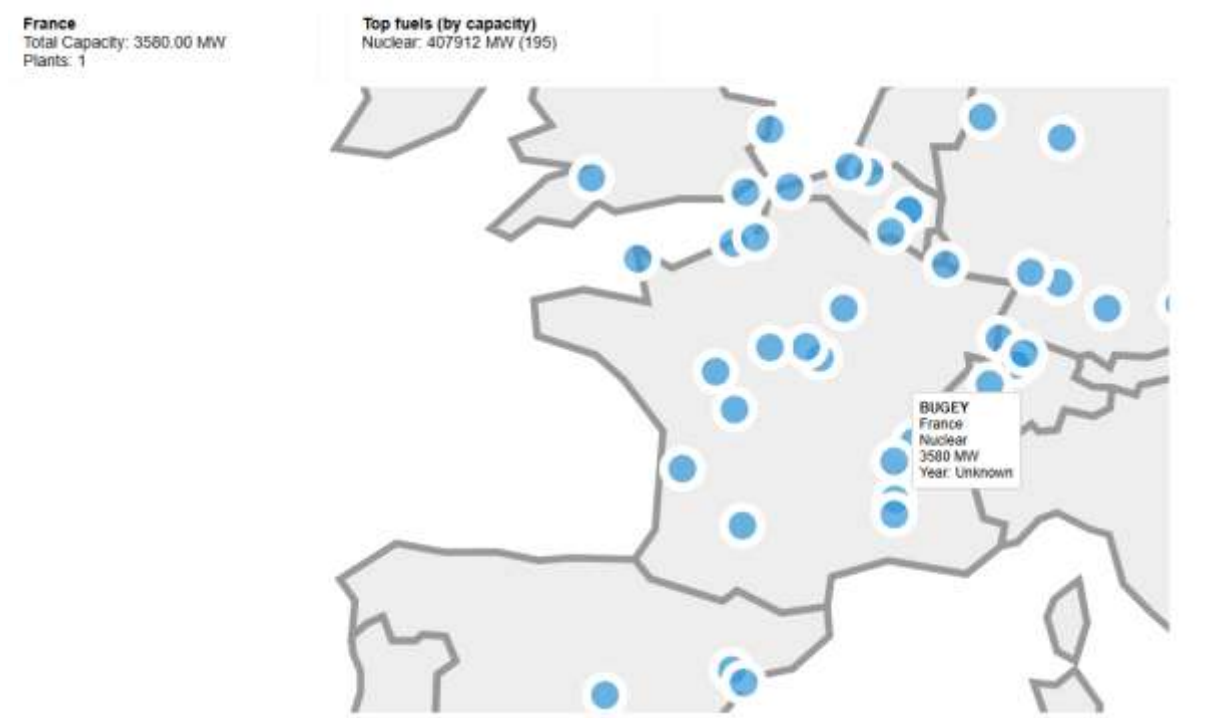 France
Total Capacity: 3580.00 MW
Plants: 1
Top fuels (by capacity)
Nuclear: 407912 MW (195)
BUGEY
France
Nuclear
3580 MW
Year: Unknown